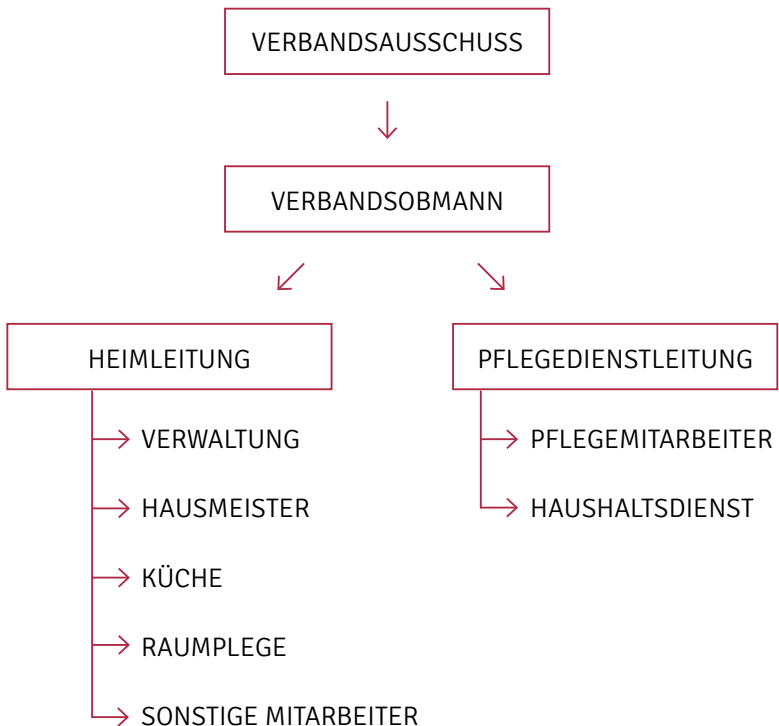 VERBANDSAUSSCHUSS
VERBANDSOBMANN
HEIMLEITUNG
VERWALTUNG
HAUSMEISTER
KÜCHE
RAUMPLEGE
SONSTIGE MITARBEITER
PFLEGEDIENSTLEITUNG
PFLEGEMITARBEITER
HAUSHALTSDIENST